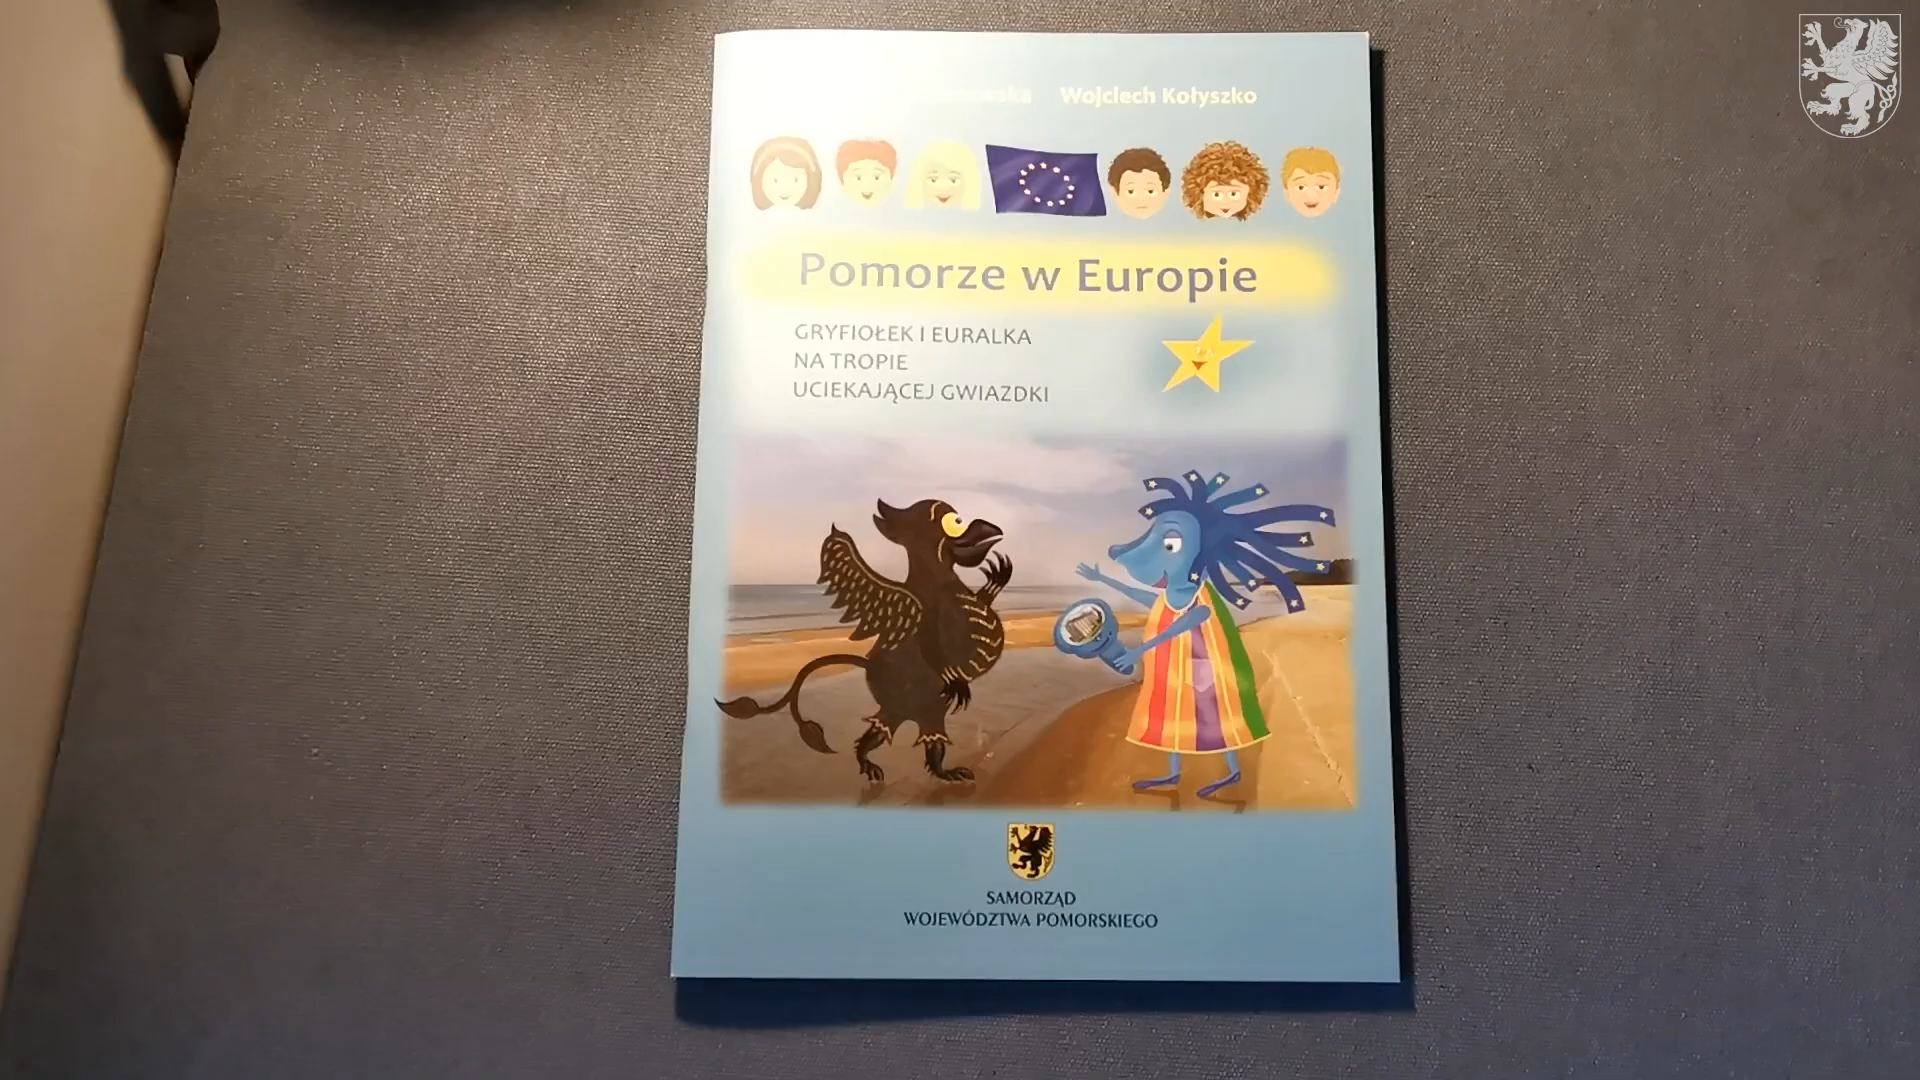 Wojciech Kołyszko
Pomorze w Europie
GRYFIOŁEK I EURALKA
NA TROPIE
UCIEKAJĄCEJ GWIAZDKI
SAMORZĄD
WOJEWÓDZTWA POMORSKIEGO